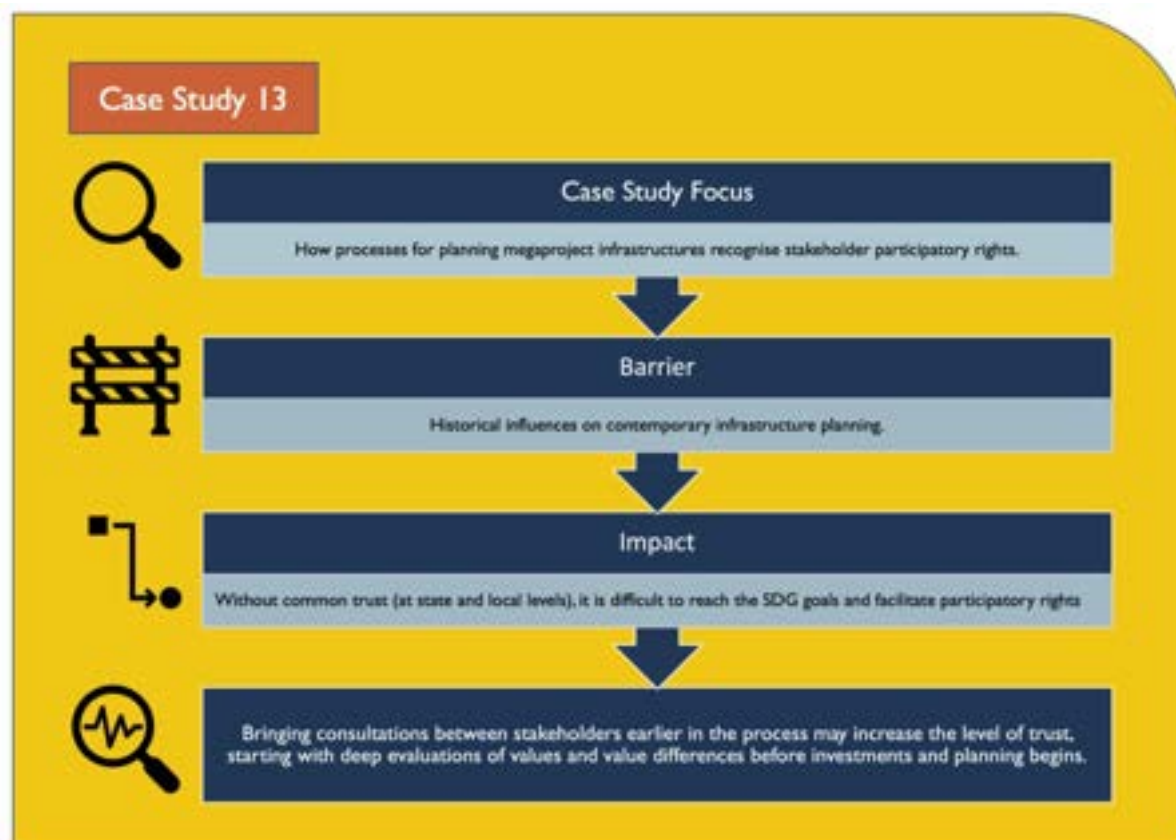 Case Study 13
Case Study Focus
How processes for planning megaproject infrastructures recognise stakeholder participatory rights.
Barrier
Historical influences on contemporary infrastructure planning.
Impact
Without common trust (at state and local levels), it is difficult to reach the SDG goals and facilitate participatory rights
Bringing consultations between stakeholders earlier in the process may increase the level of trust,
starting with deep evaluations of values and value differences before investments and planning begins.